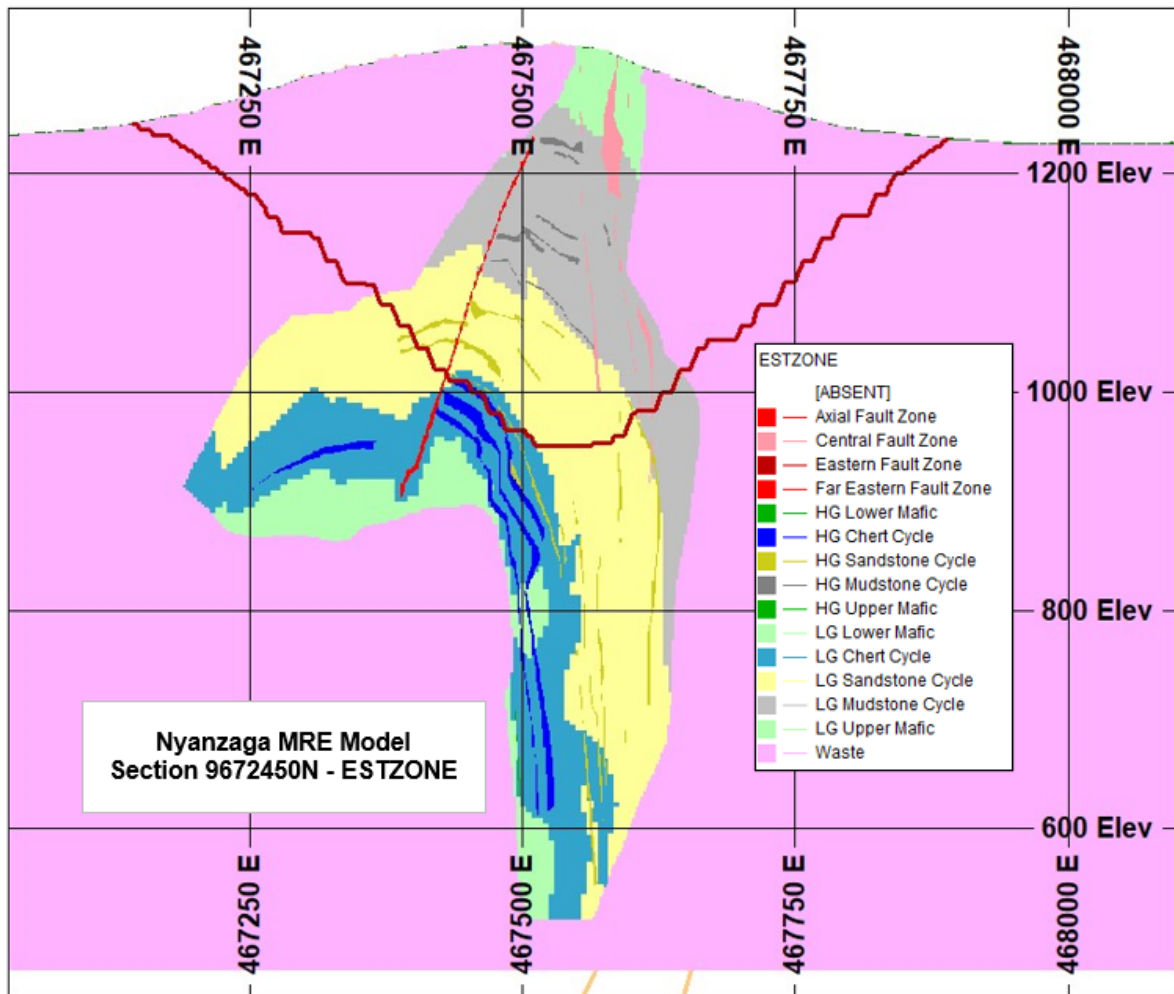 467250 E
467500 E
467750 E
468000 E
1200 Elev
ESTZONE
[ABSENT]
Axial Fault Zone
Central Fault Zone
Eastern Fault Zone
Far Eastern Fault Zone
HG Lower Mafic
HG Chert Cycle
HG Sandstone Cycle
HG Mudstone Cycle
HG Upper Mafic
LG Lower Mafic
LG Chert Cycle
LG Sandstone Cycle
LG Mudstone Cycle
LG Upper Mafic
Waste
1000 Elev
800 Elev
Nyanzaga MRE Model
Section 9672450N - ESTZONE
600 Elev
467250 E
467500 E
467750 E
468000 E